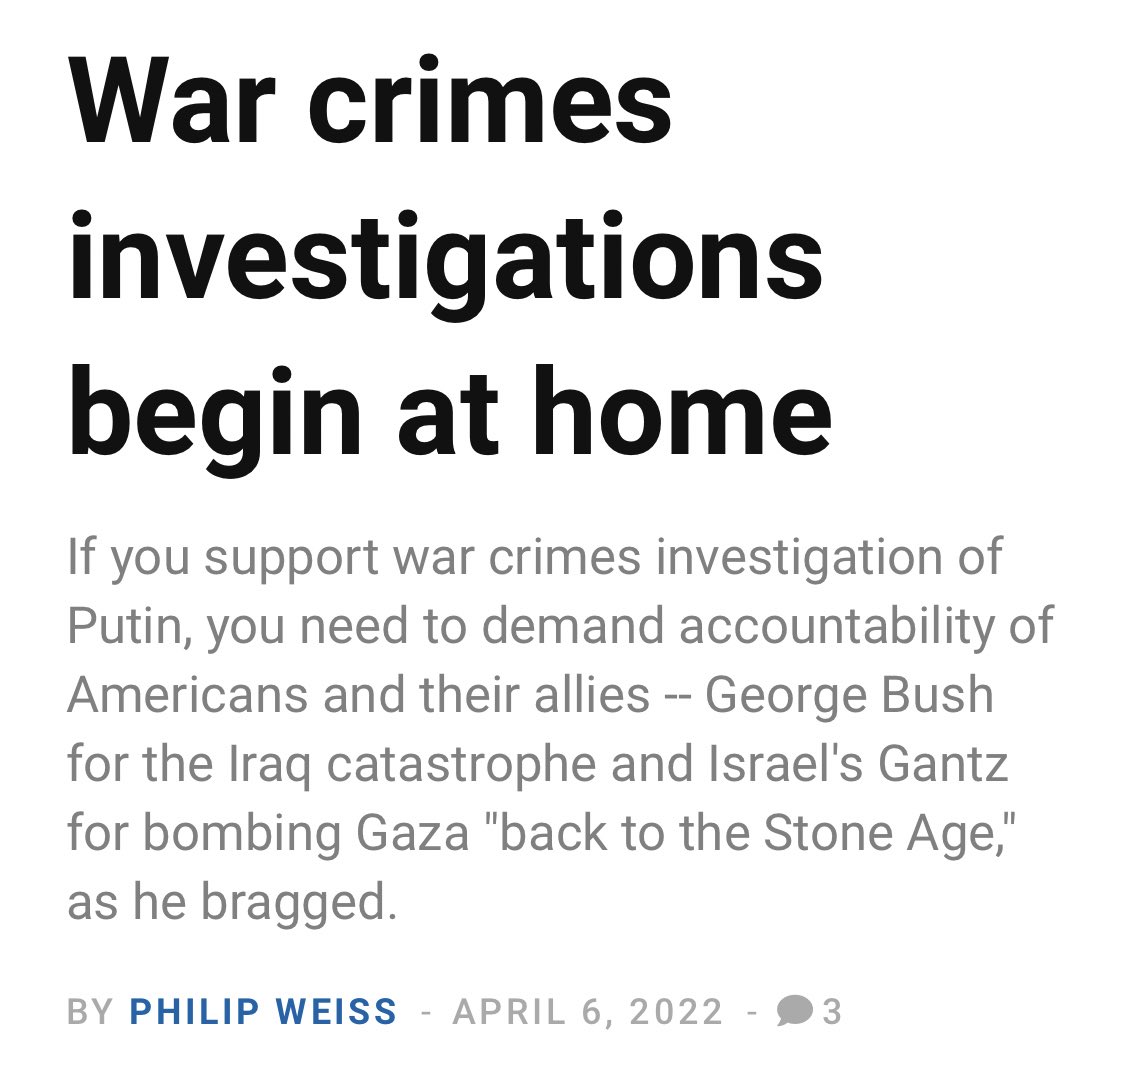 War crimes
investigations
begin at home
If you support war crimes investigation of
Putin, you need to demand accountability of
Americans and their allies -- George Bush
for the Iraq catastrophe and Israel's Gantz
for bombing Gaza "back to the Stone Age,"
as he bragged.
BY PHILIP WEISS - APRIL 6, 2022 - 3